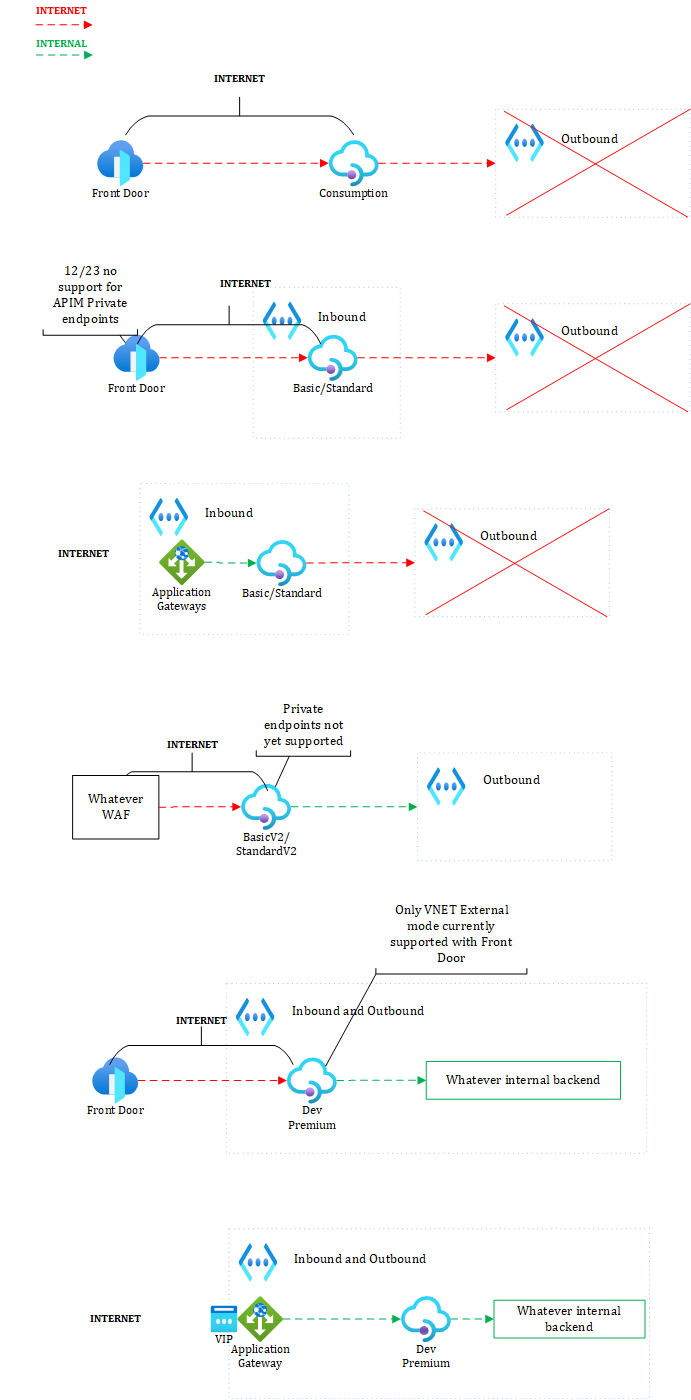 INTERNET
INTERNAL
INTERNET
Outbound
Front Door
Consumption
12/23 no
support for
APIM Private
endpoints
INTERNET
Inbound
Outbound
Front Door
Basic/Standard
Inbound
Outbound
INTERNET
Application
Gateways
Basic/Standard
Private
endpoints not
yet supported
INTERNET
Outbound
Whatever
WAF
BasicV2/
StandardV2
Only VNET External
mode currently
supported with Front
Door
Inbound and Outbound
INTERNET
Whatever internal backend
Front Door
Dev
Premium
Inbound and Outbound
INTERNET
Whatever internal
backend
VIP
Application
Gateway
Dev
Premium